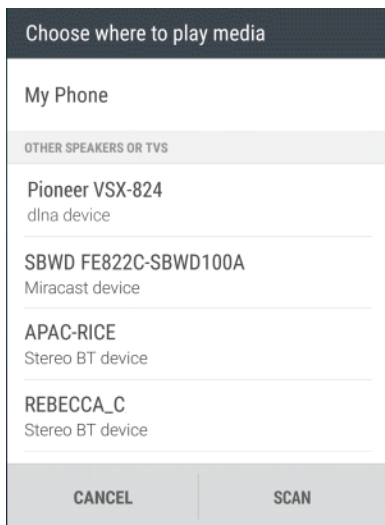 Choose where to play media
My Phone
OTHER SPEAKERS OR TVS
Pioneer VSX-824
dlna device
SBWD FE822C-SBWD100A
Miracast device
APAC-RICE
Stereo BT device
REBECCA_C
Stereo BT device
CANCEL SCAN